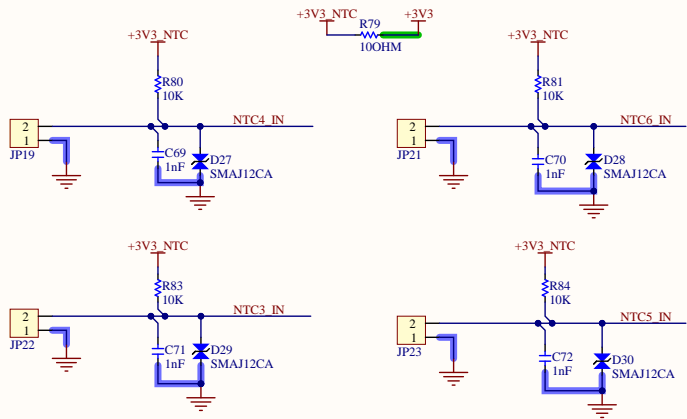 +3V3_NTC
+3V3
R79
10OHM
+3V3_NTC
R80
10K
NTC4_IN
2
1
JP19
C69
1nF
D27
SMAJ12CA
+3V3_NTC
R81
10K
NTC6_IN
2
1
JP21
C70
1nF
D28
SMAJ12CA
+3V3_NTC
R83
10K
NTC3_IN
2
1
JP22
C71
1nF
D29
SMAJ12CA
+3V3_NTC
R84
10K
NTC5_IN
2
1
JP23
C72
1nF
D30
SMAJ12CA